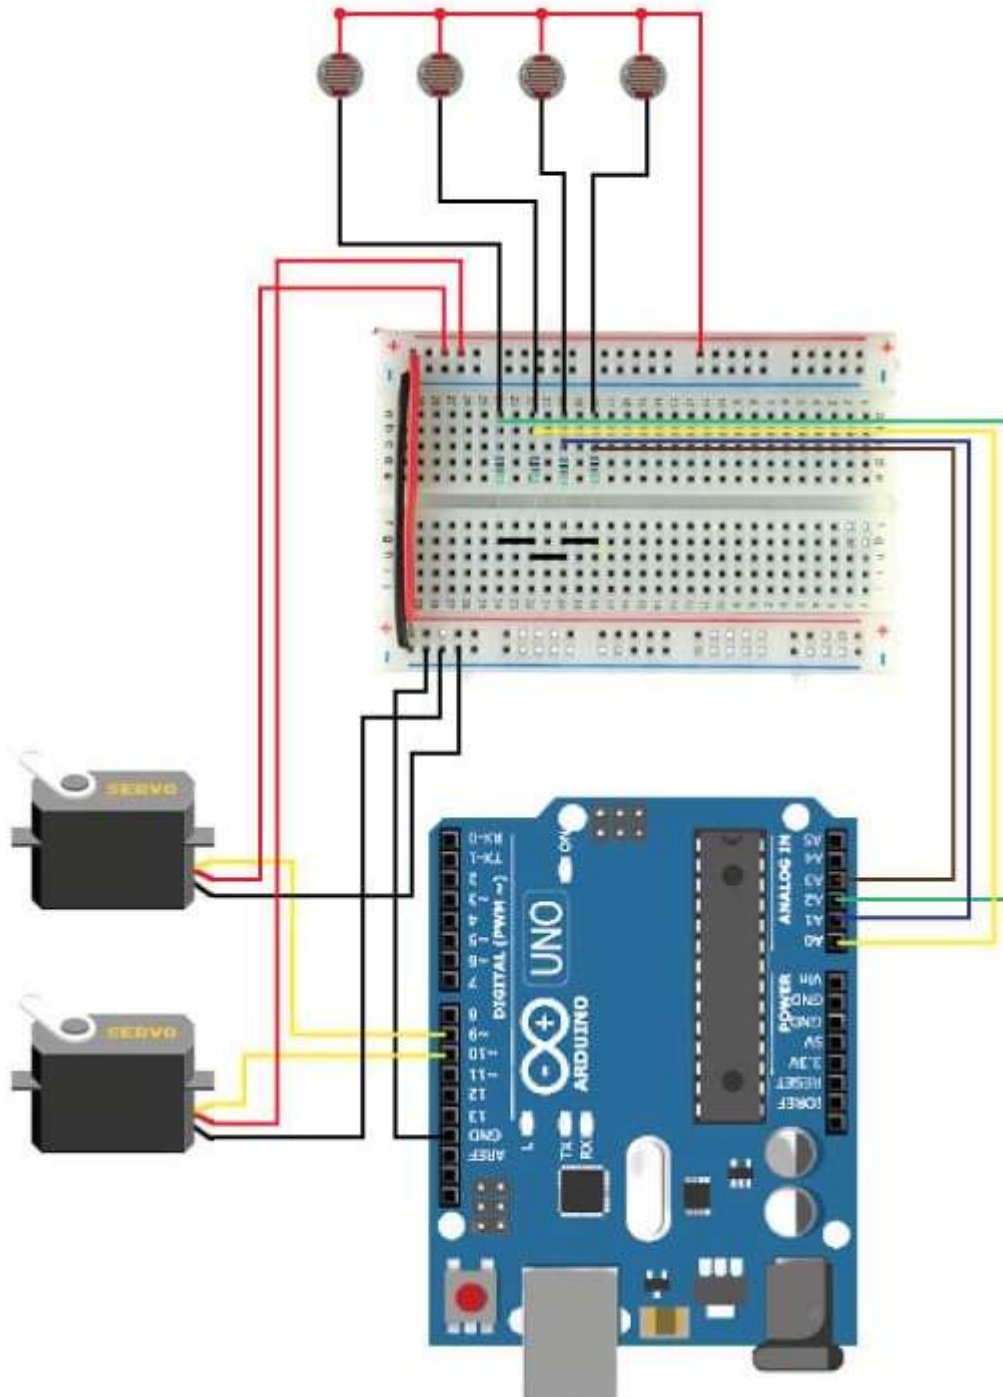 SERVO
SERVO
RX-0
TX-1
2
~ 3
4
~ 5
~ 6
7
8
~9
~10
~11
12
13
GND
AREF
DIGITAL (PWM ~)
ON
UNO
ARDUINO
L
TX
RX
ANALOG IN
A5
A4
A3
A2
A1
A0
POWER
Vin
GND
GND
5V
3.3V
RESET
IOREF